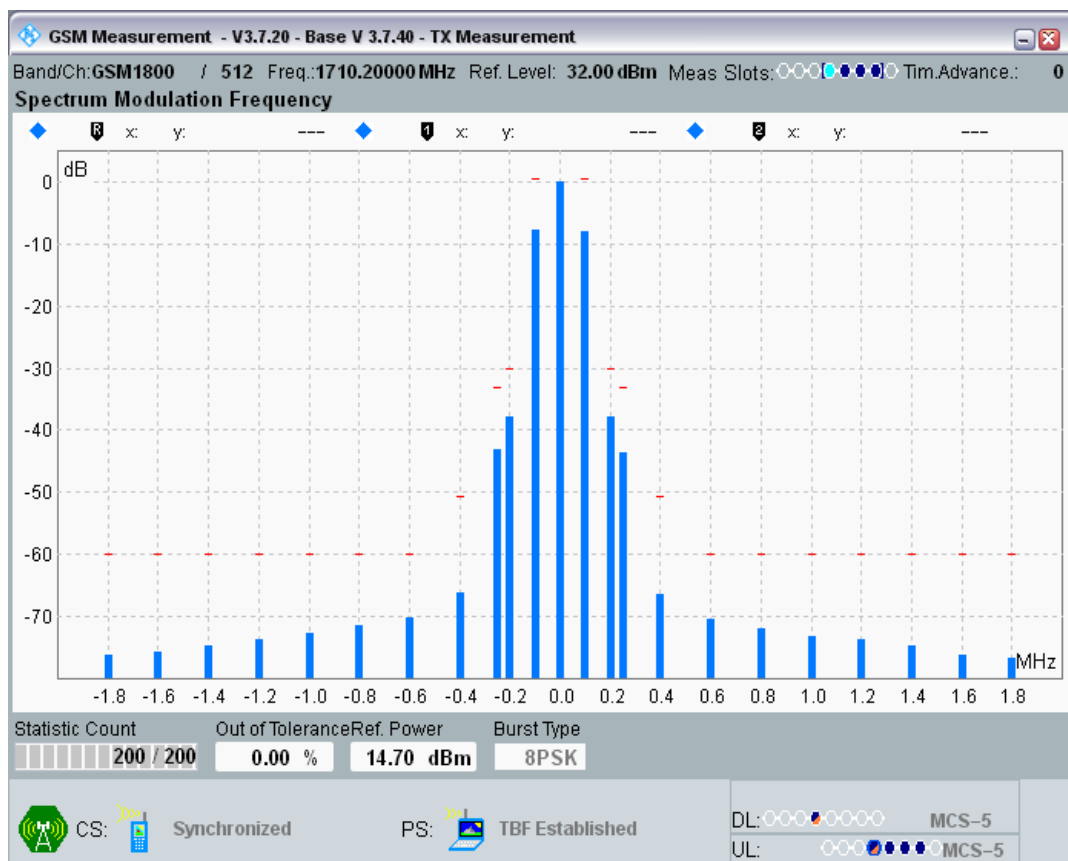 GSM Measurement - V3.7.20 - Base V 3.7.40 - TX Measurement
Band/Ch:GSM1800 / 512 Freq.:1710.20000 MHz Ref. Level: 32.00 dBm Meas Slots: Tim.Advance.: 0
Spectrum Modulation Frequency
R x: y: --- 1 x: y: --- 2 x: y: ---
dB
0
-10
-20
-30
-40
-50
-60
-70
MHz
-1.8 -1.6 -1.4 -1.2 -1.0 -0.8 -0.6 -0.4 -0.2 0.0 0.2 0.4 0.6 0.8 1.0 1.2 1.4 1.6 1.8
Statistic Count Out of Tolerance Ref. Power Burst Type
200 / 200 0.00 % 14.70 dBm 8PSK
CS: Synchronized PS: TBF Established
DL: MCS-5
UL: MCS-5